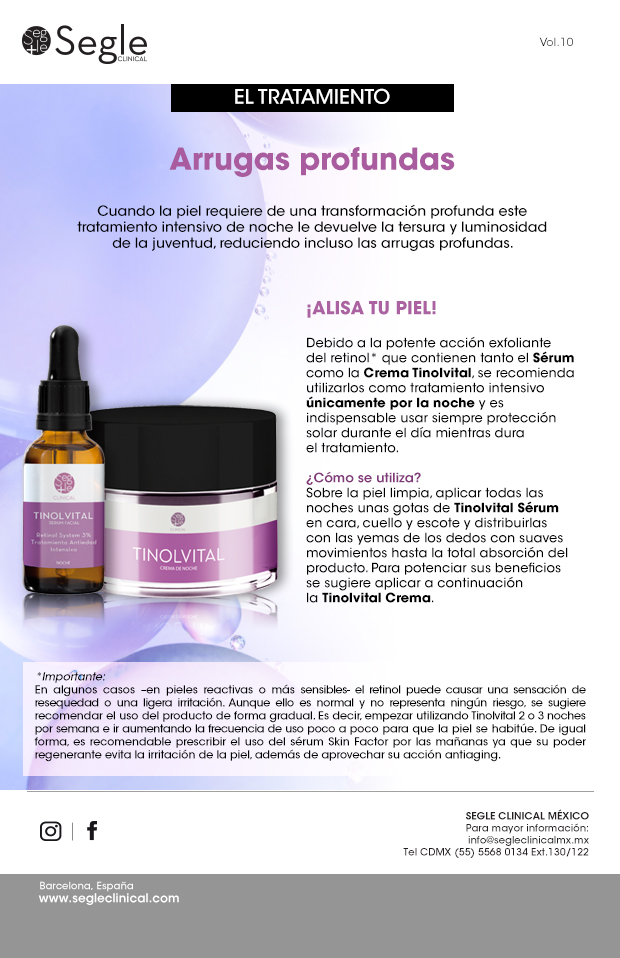 Seg
+le
Segle
CLINICAL
Vol.10
EL TRATAMIENTO
Arrugas profundas
Cuando la piel requiere de una transformación profunda este
tratamiento intensivo de noche le devuelve la tersura y luminosidad
de la juventud, reduciendo incluso las arrugas profundas.
¡ALISA TU PIEL!
Debido a la potente acción exfoliante
del retinol* que contienen tanto el Sérum
como la Crema Tinolvital, se recomienda
utilizarlos como tratamiento intensivo
únicamente por la noche y es
indispensable usar siempre protección
solar durante el día mientras dura
el tratamiento.
¿Cómo se utiliza?
Sobre la piel limpia, aplicar todas las
noches unas gotas de Tinolvital Sérum
en cara, cuello y escote y distribuirlas
con las yemas de los dedos con suaves
movimientos hasta la total absorción del
producto. Para potenciar sus beneficios
se sugiere aplicar a continuación
la Tinolvital Crema.
Seg
+le
CLINICAL
TINOLVITAL
SERUM FACIAL
Retinol System 3%
Tratamiento Antiedad
Intensivo
NOCHE
TINOLVITAL
CREMA DE NOCHE
*Importante:
En algunos casos –en pieles reactivas o más sensibles- el retinol puede causar una sensación de
resequedad o una ligera irritación. Aunque ello es normal y no representa ningún riesgo, se sugiere
recomendar el uso del producto de forma gradual. Es decir, empezar utilizando Tinolvital 2 o 3 noches
por semana e ir aumentando la frecuencia de uso poco a poco para que la piel se habitúe. De igual
forma, es recomendable prescribir el uso del sérum Skin Factor por las mañanas ya que su poder
regenerante evita la irritación de la piel, además de aprovechar su acción antiaging.
SEGLE CLINICAL MÉXICO
Para mayor información:
info@segleclinicalmx.mx
Tel CDMX (55) 5568 0134 Ext.130/122
Barcelona, España
www.segleclinical.com